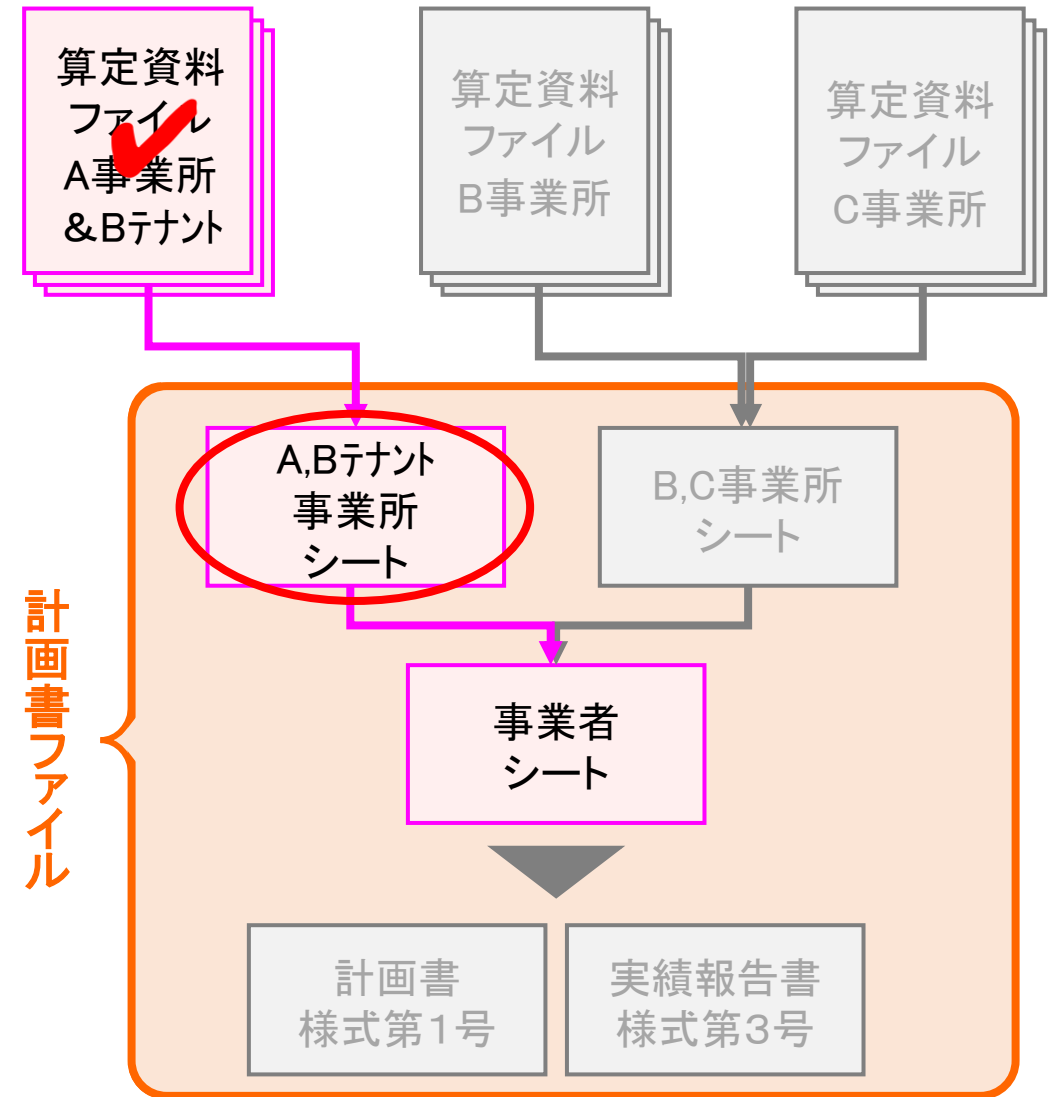 算定資料
ファイル
A事業所
&Bテナント
算定資料
ファイル
B事業所
算定資料
ファイル
C事業所
A,Bテナント
事業所
シート
B,C事業所
シート
計画書ファイル
事業者
シート
計画書
様式第1号
実績報告書
様式第3号